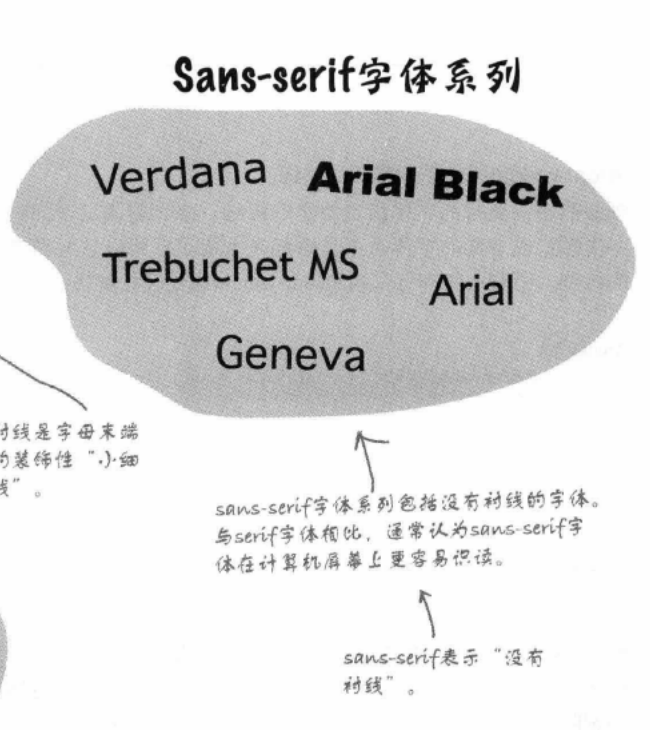 Sans-serif字体系列
Verdana Arial Black
Trebuchet MS Arial
Geneva
衬线是字母末端
的装饰性“小细
线”。
sans-serif字体系列包括没有衬线的字体。
与serif字体相比，通常认为sans-serif字
体在计算机屏幕上更容易识读。
sans-serif表示“没有
衬线”。